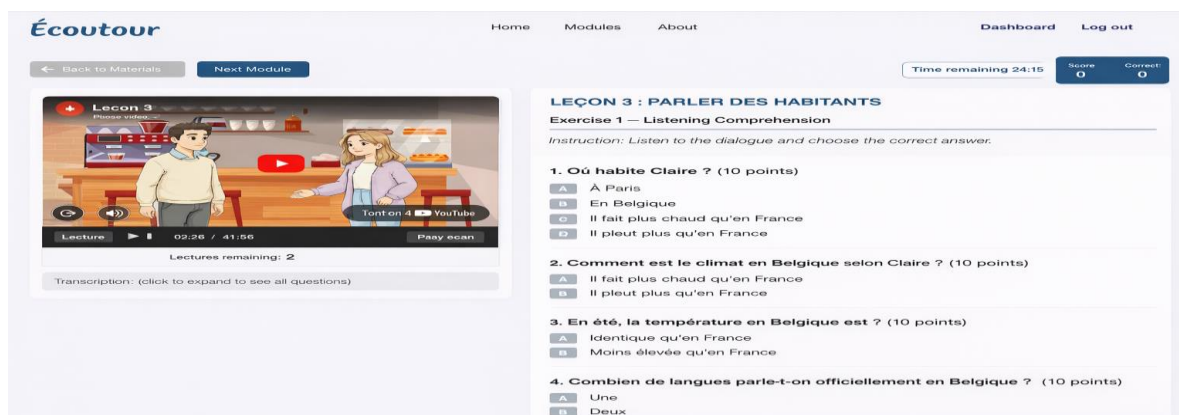 Écoutour
Home Modules About Dashboard Log out
← Back to Materials Next Module
Time remaining 24:15
Score 0
Correct: 0
Lecon 3
Tonton 4 YouTube
Lecture 02:26 / 41:56 Paay ecan
Lectures remaining: 2
Transcription: (click to expand to see all questions)
LEÇON 3 : PARLER DES HABITANTS
Exercise 1 — Listening Comprehension
Instruction: Listen to the dialogue and choose the correct answer.
1. Oú habite Claire ? (10 points)
A À Paris
B En Belgique
C Il fait plus chaud qu'en France
D Il pleut plus qu'en France
2. Comment est le climat en Belgique selon Claire ? (10 points)
A Il fait plus chaud qu'en France
B Il pleut plus qu'en France
3. En été, la température en Belgique est ? (10 points)
A Identique qu'en France
B Moins élevée qu'en France
4. Combien de langues parle-t-on officiellement en Belgique ? (10 points)
A Une
B Deux